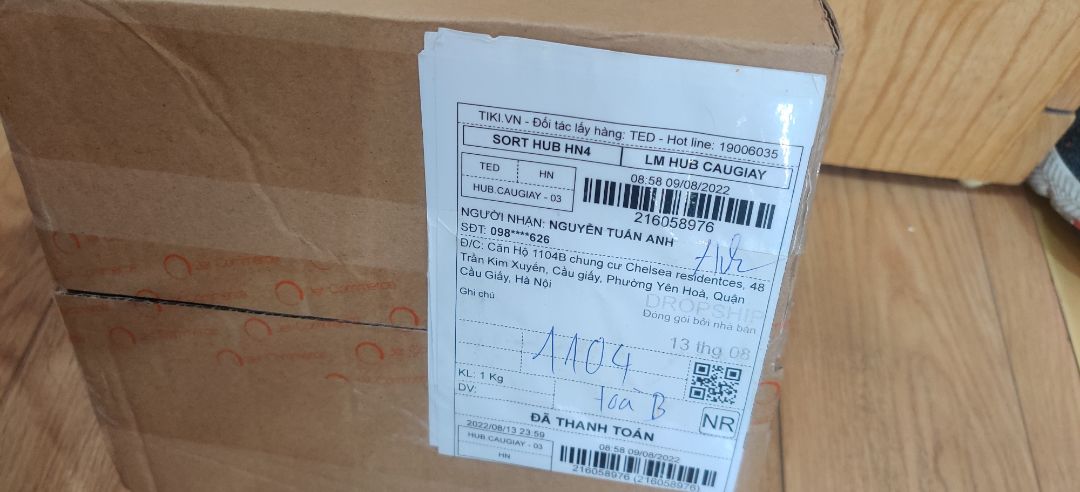 TIKI.VN - Đối tác lấy hàng: TED - Hot line: 19006035
SORT HUB HN4
LM HUB CAUGIAY
TED
HN
HUB.CAUGIAY - 03
08:58 09/08/2022
216058976
NGƯỜI NHẬN: NGUYỄN TUẤN ANH
SĐT: 098****626
Đ/C: Căn Hộ 1104B chung cư Chelsea residentces, 48
Trần Kim Xuyến, Cầu giấy, Phường Yên Hoà, Quận
Cầu Giấy, Hà Nội
Ghi chú
DROPSHIP
Đóng gói bởi nhà bán
13 thg 08
1104
toà B
KL: 1 Kg
DV:
NR
ĐÃ THANH TOÁN
2022/08/13 23:59
HUB.CAUGIAY - 03
HN
08:58 09/08/2022
216058976 (216058976)